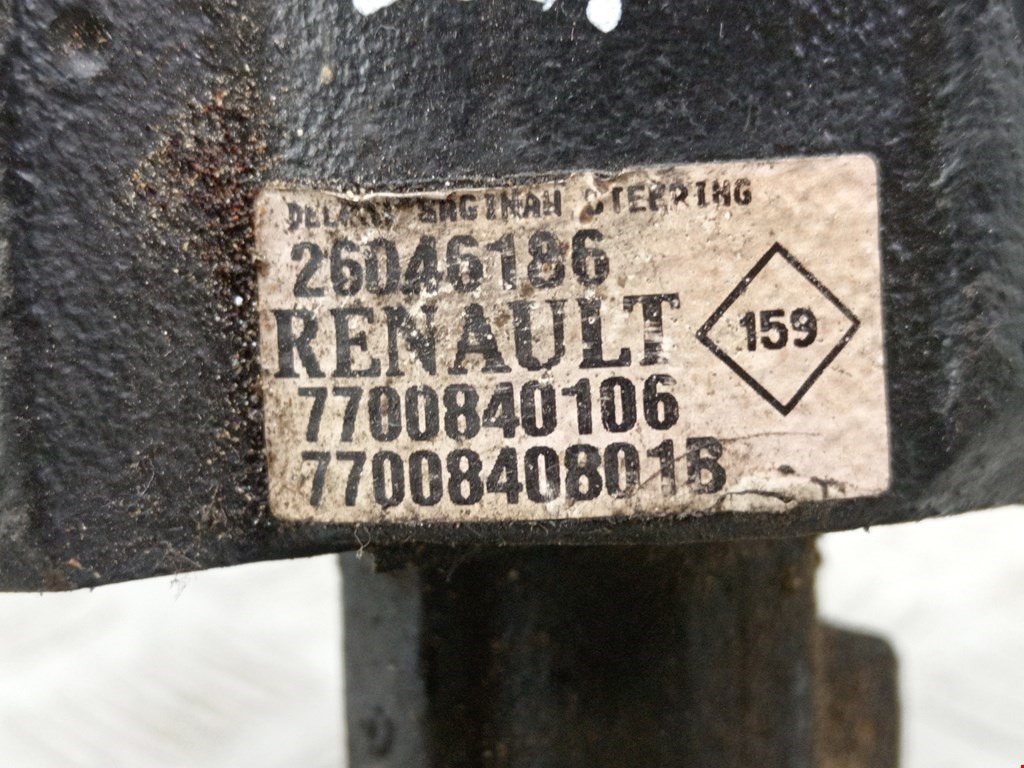 SAGINAW STEERING
26046186
RENAULT
159
7700840106
7700840801B